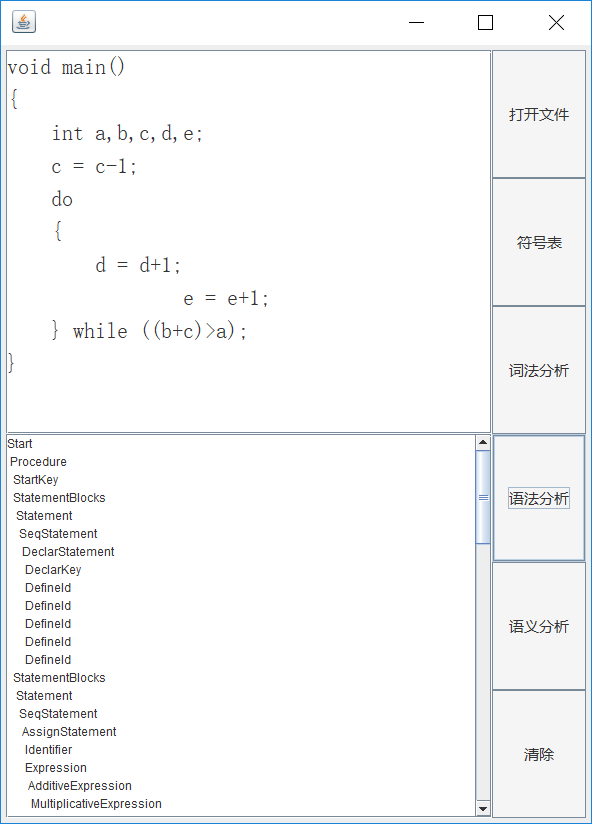 void main()
{
    int a,b,c,d,e;
    c = c-1;
    do
    {
        d = d+1;
                e = e+1;
    } while ((b+c)>a);
}
Start
Procedure
StartKey
StatementBlocks
Statement
SeqStatement
DeclarStatement
DeclarKey
DefineId
DefineId
DefineId
DefineId
DefineId
StatementBlocks
Statement
SeqStatement
AssignStatement
Identifier
Expression
AdditiveExpression
MultiplicativeExpression
打开文件
符号表
词法分析
语法分析
语义分析
清除